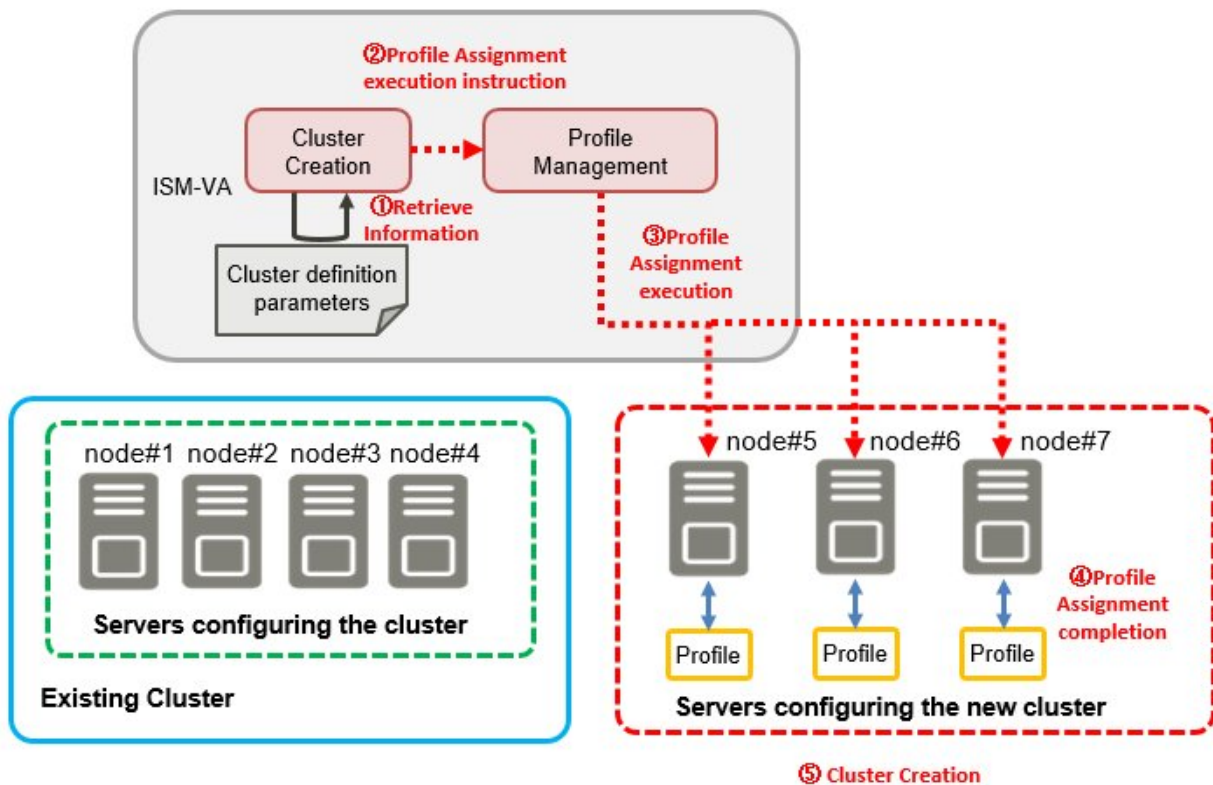 ②Profile Assignment
execution instruction
Cluster
Creation
Profile
Management
ISM-VA
①Retrieve
Information
Cluster definition
parameters
③Profile
Assignment
execution
node#1 node#2 node#3 node#4
Servers configuring the cluster
Existing Cluster
node#5 node#6 node#7
④Profile
Assignment
completion
Profile Profile Profile
Servers configuring the new cluster
⑤ Cluster Creation